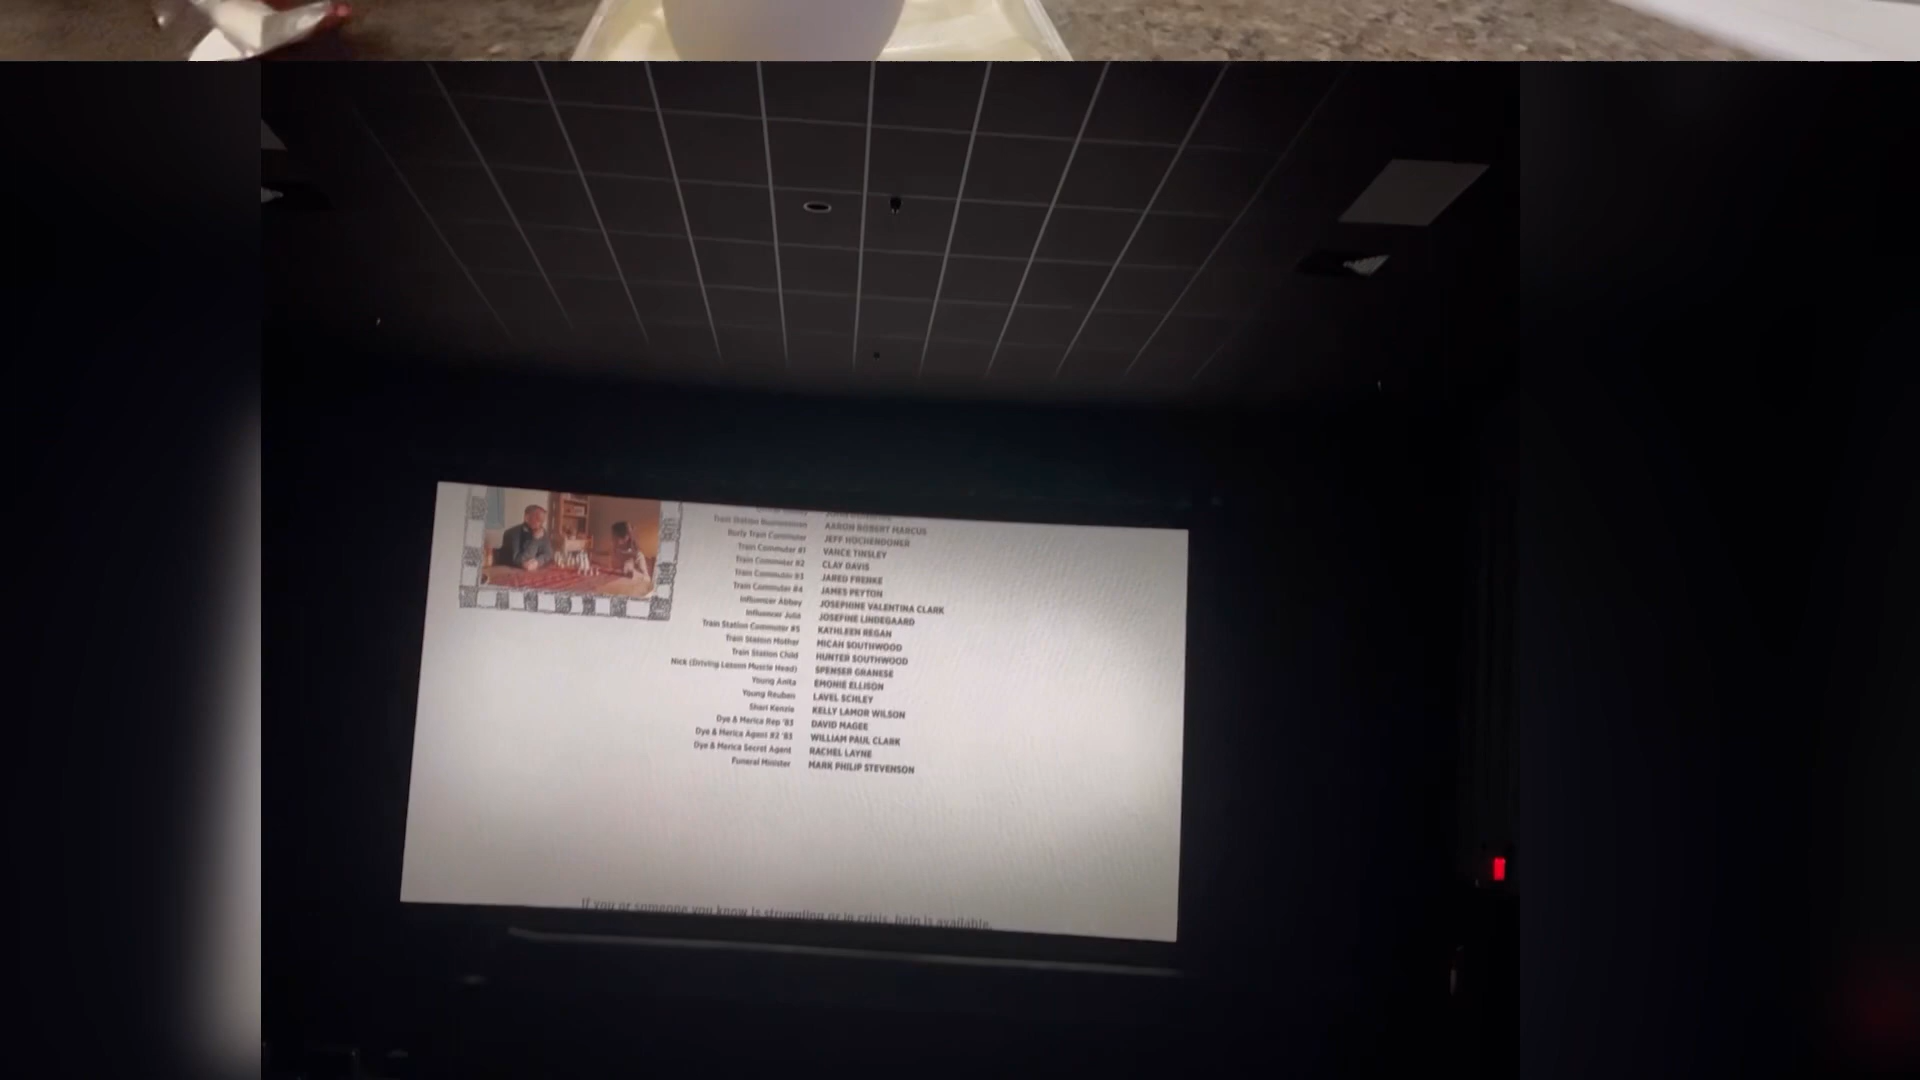 Train Station Businessman AARON ROBERT MARCUS
Burly Train Commuter JEFF HOCHENDONER
Train Commuter #1 VANCE TINSLEY
Train Commuter #2 CLAY DAVIS
Train Commuter #3 JARED FRENKE
Train Commuter #4 JAMES PEYTON
Influencer Abbey JOSEPHINE VALENTINA CLARK
Influencer Julie JOSEFINE LINDEGAARD
Train Station Commuter #5 KATHLEEN REGAN
Train Station Mother MICAH SOUTHWOOD
Train Station Child HUNTER SOUTHWOOD
Nick (Driving Lesson Muscle Head) SPENSER GRANESE
Young Anita EMONIE ELLISON
Young Reuben LAVEL SCHLEY
Shari Kenzie KELLY LAMOR WILSON
Dye & Merica Rep '83 DAVID MAGEE
Dye & Merica Agent #2 '83 WILLIAM PAUL CLARK
Dye & Merica Secret Agent RACHEL LAYNE
Funeral Minister MARK PHILIP STEVENSON
If you or someone you know is struggling or in crisis, help is available.